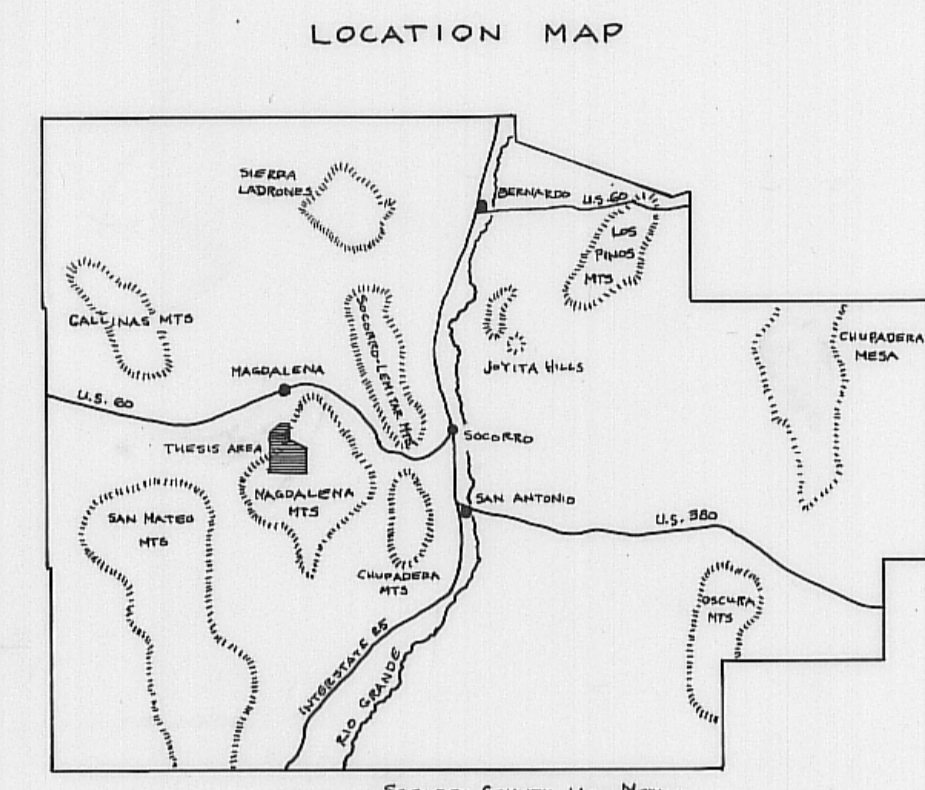 LOCATION MAP
SIERRA
LADRONES
BERNARDO
U.S. 60
LOS
PINOS
MTS
GALLINAS MTS
SOCORRO-LEMITAR MTS
JOYITA HILLS
CHUPADERA
MESA
MAGDALENA
U.S. 60
THESIS AREA
SOCORRO
MAGDALENA
MTS
SAN ANTONIO
SAN MATEO
MTS
U.S. 380
CHUPADERA
MTS
OSCURA
MTS
INTERSTATE 25
RIO GRANDE